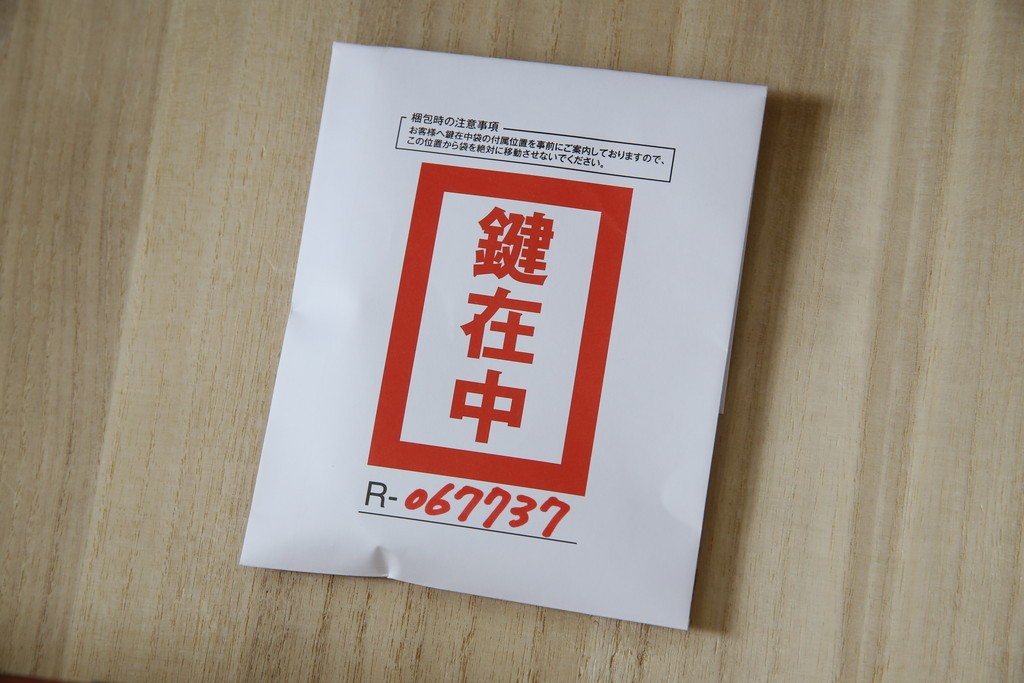 梱包時の注意事項
お客様へ鍵在中袋の付属位置を事前にご案内しておりますので、
この位置から袋を絶対に移動させないでください。
鍵在中
R-067737